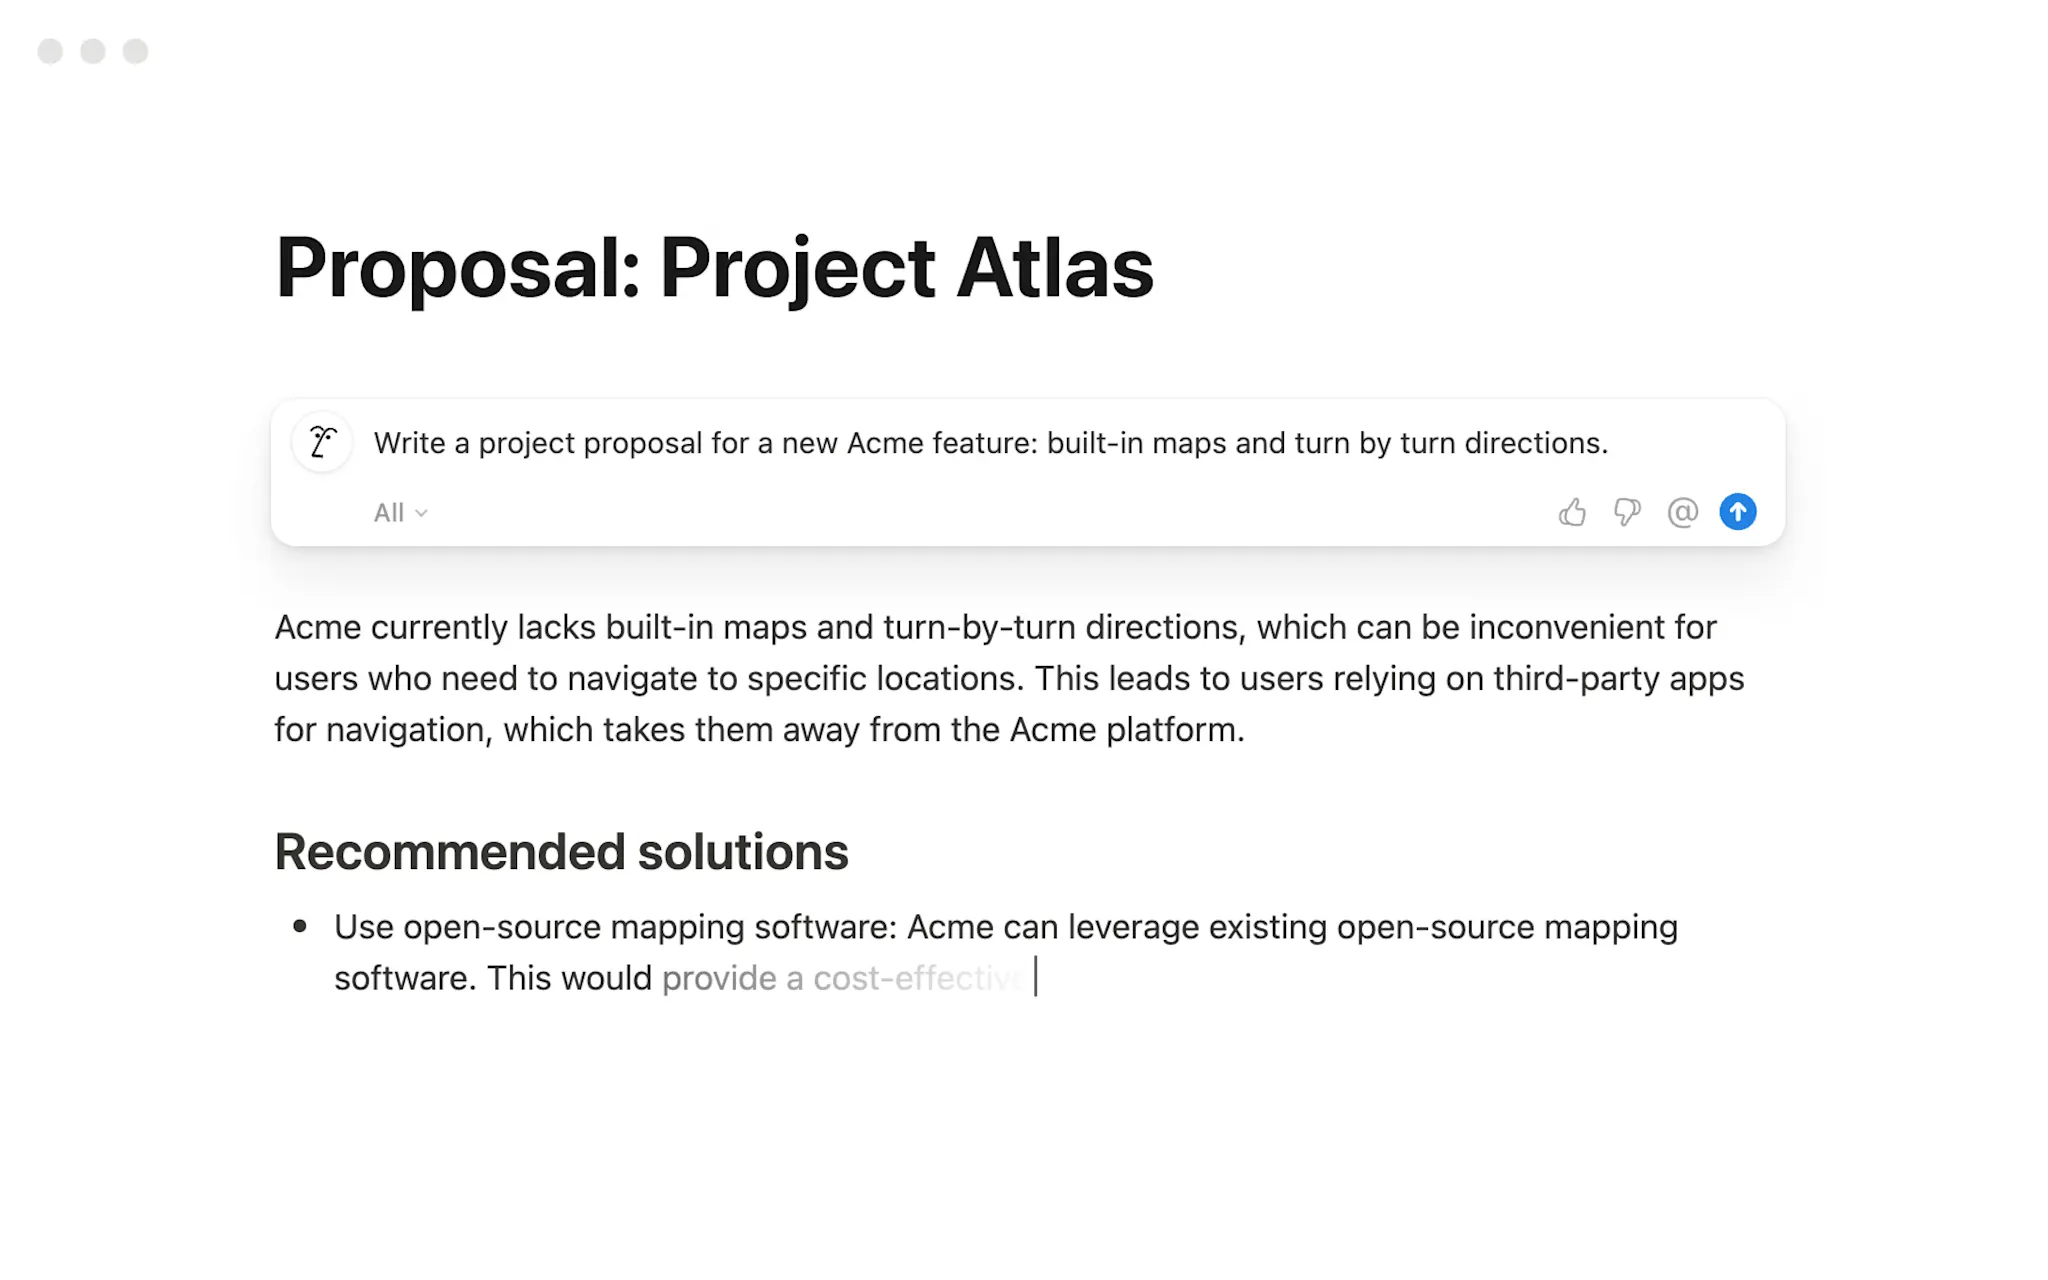 Proposal: Project Atlas
Write a project proposal for a new Acme feature: built-in maps and turn by turn directions.
All
@
Acme currently lacks built-in maps and turn-by-turn directions, which can be inconvenient for
users who need to navigate to specific locations. This leads to users relying on third-party apps
for navigation, which takes them away from the Acme platform.
Recommended solutions
• Use open-source mapping software: Acme can leverage existing open-source mapping
software. This would provide a cost-effective